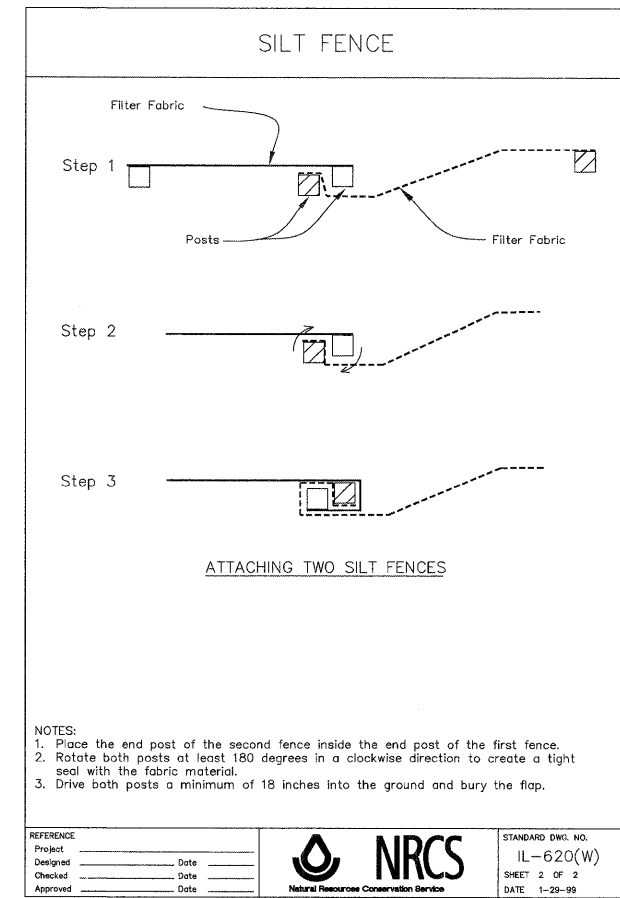 SILT FENCE
Filter Fabric
Step 1
Posts
Filter Fabric
Step 2
Step 3
ATTACHING TWO SILT FENCES
NOTES:
1. Place the end post of the second fence inside the end post of the first fence.
2. Rotate both posts at least 180 degrees in a clockwise direction to create a tight
seal with the fabric material.
3. Drive both posts a minimum of 18 inches into the ground and bury the flap.
REFERENCE
Project
Designed Date
Checked Date
Approved Date
NRCS
Natural Resources Conservation Service
STANDARD DWG. NO.
IL-620(W)
SHEET 2 OF 2
DATE 1-29-99